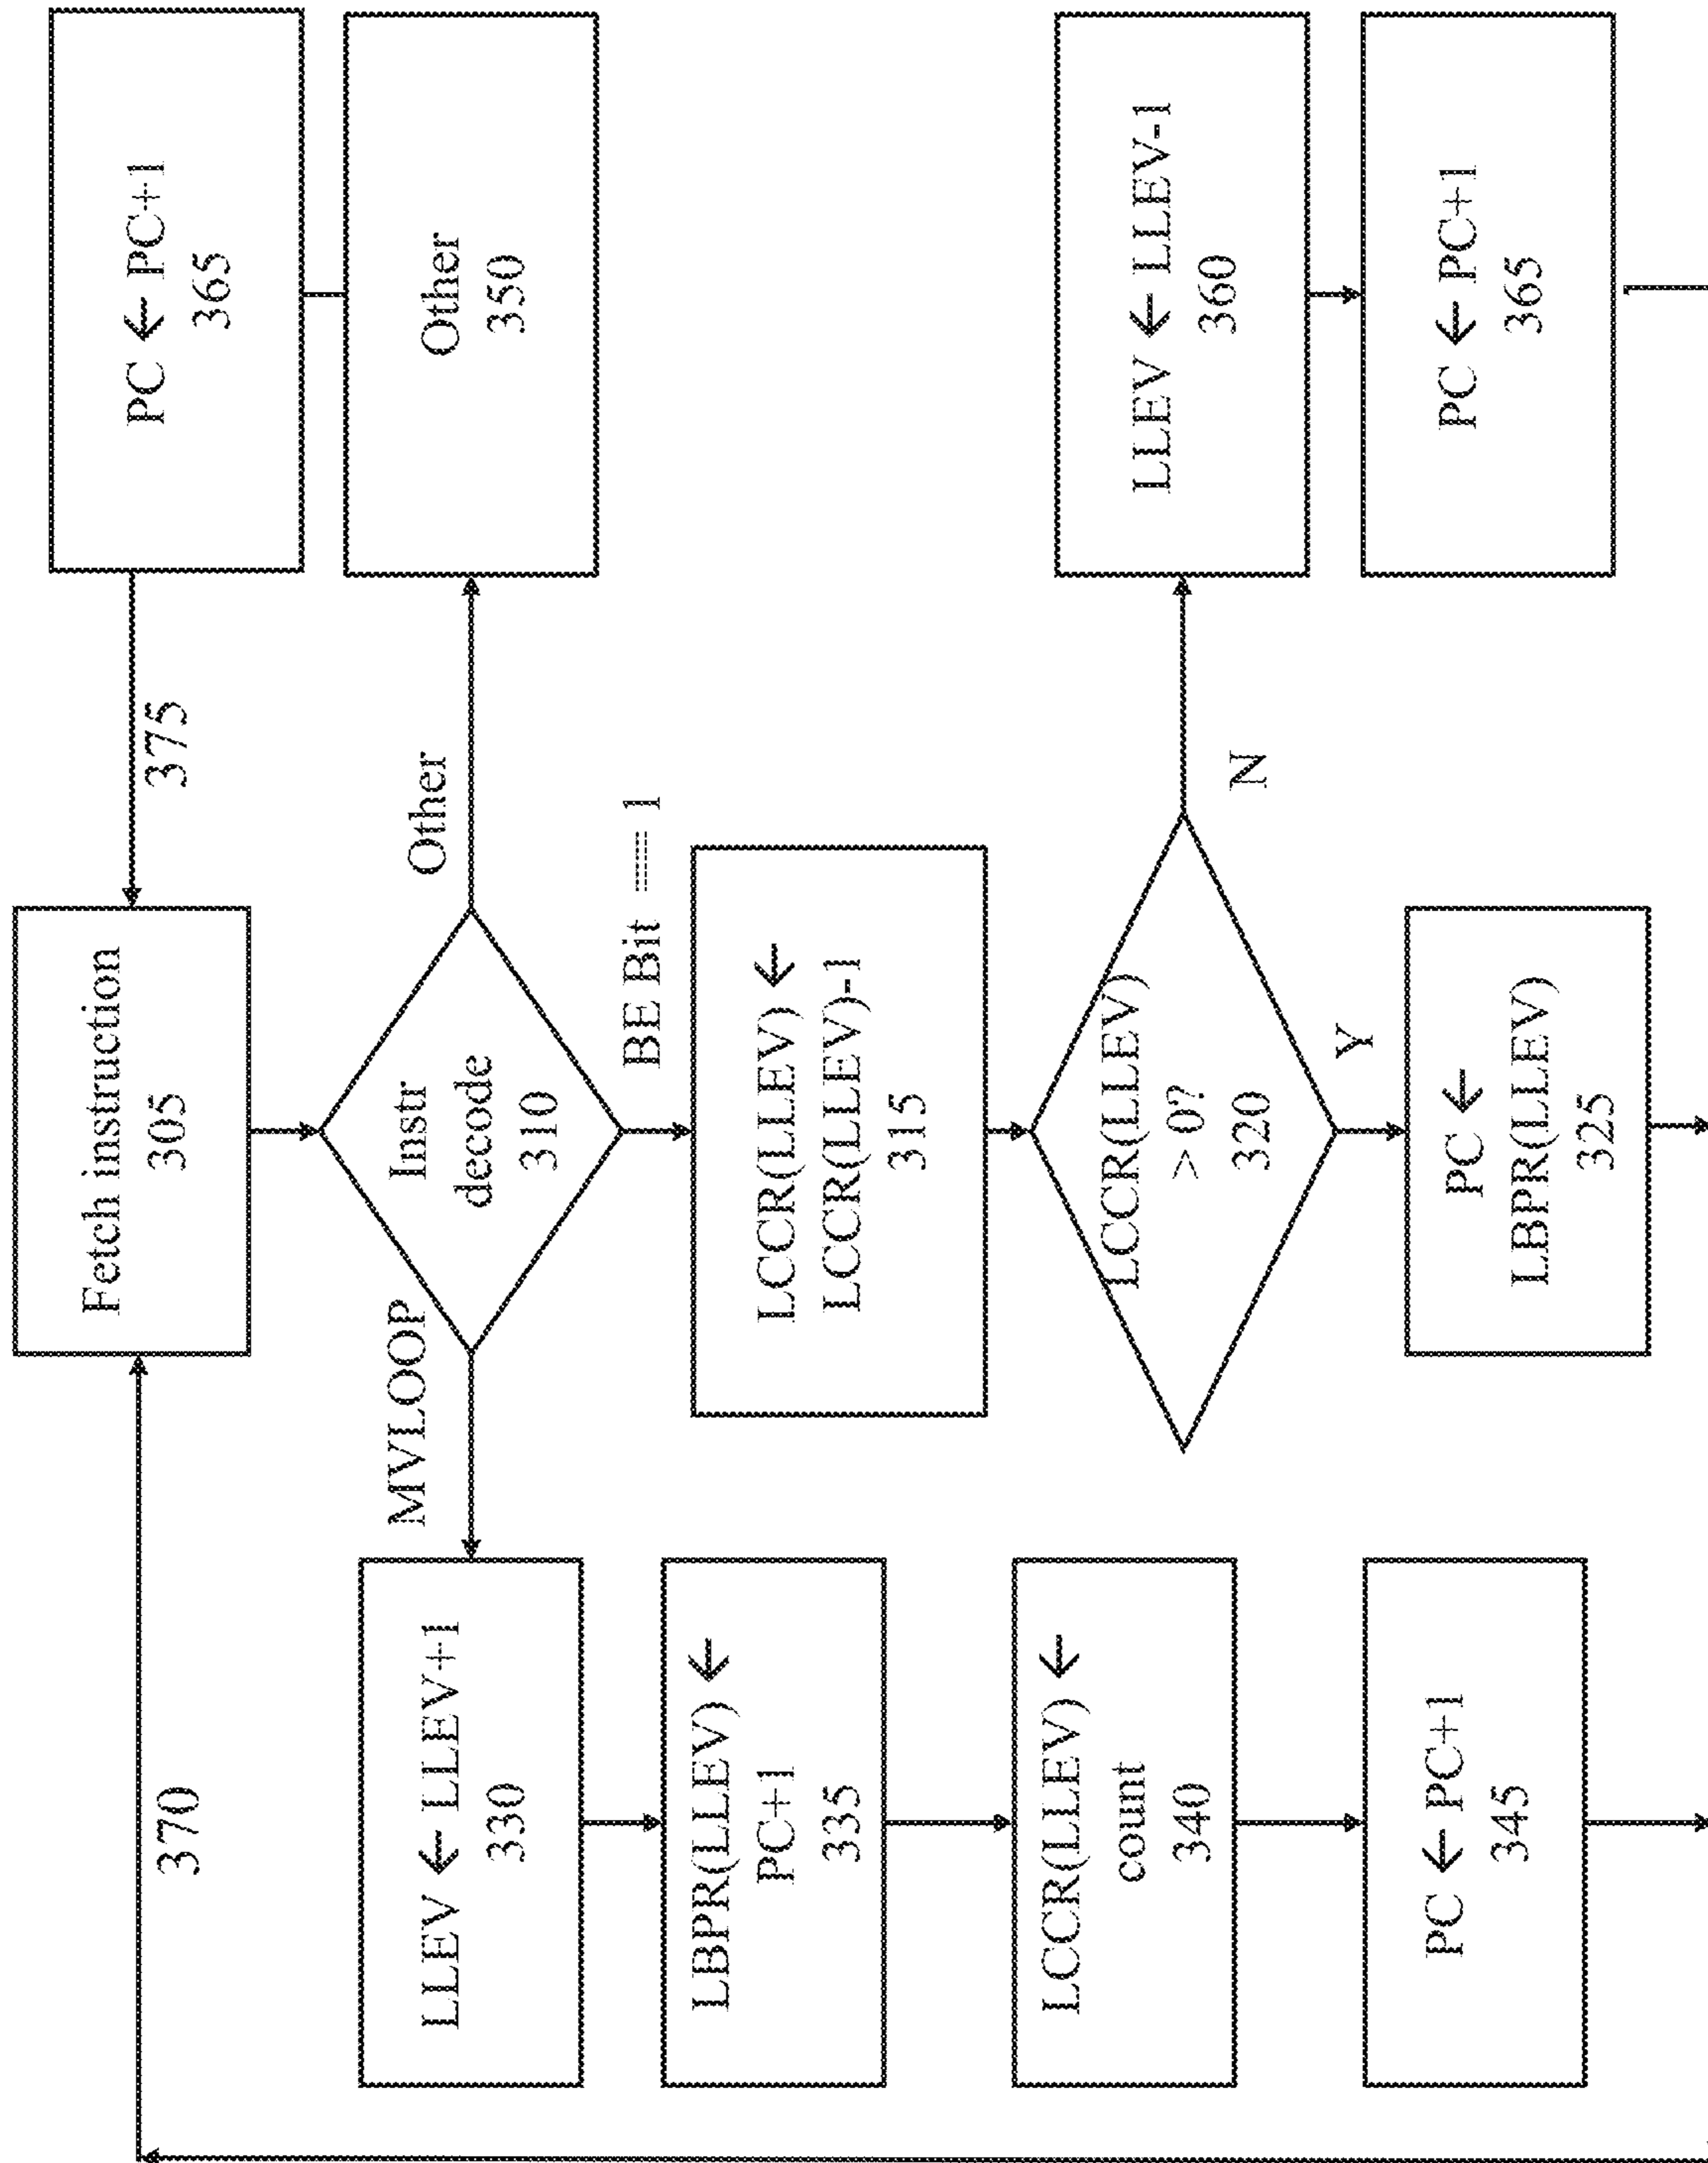 Fetch instruction
305
375
PC ← PC+1
365
370
Instr
decode
310
MVLOOP
Other
BE Bit == 1
Other
350
LLEV ← LLEV+1
330
LBPR(LLEV) ←
PC+1
335
LCCR(LLEV) ←
count
340
PC ← PC+1
345
LCCR(LLEV) ←
LCCR(LLEV)-1
315
LCCR(LLEV)
> 0?
320
N
Y
PC ←
LBPR(LLEV)
325
LLEV ← LLEV-1
360
PC ← PC+1
365